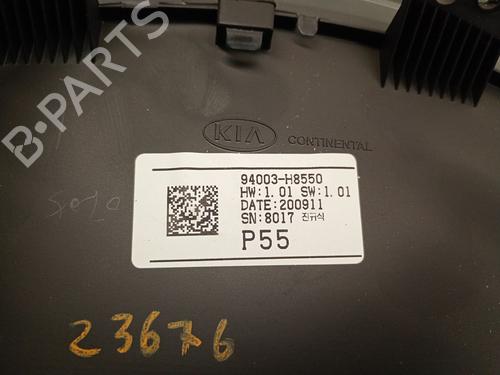 B-PARTS
KIA CONTINENTAL
94003-H8550
HW:1.01 SW:1.01
DATE:200911
SN:8017 진규식
P55
23676